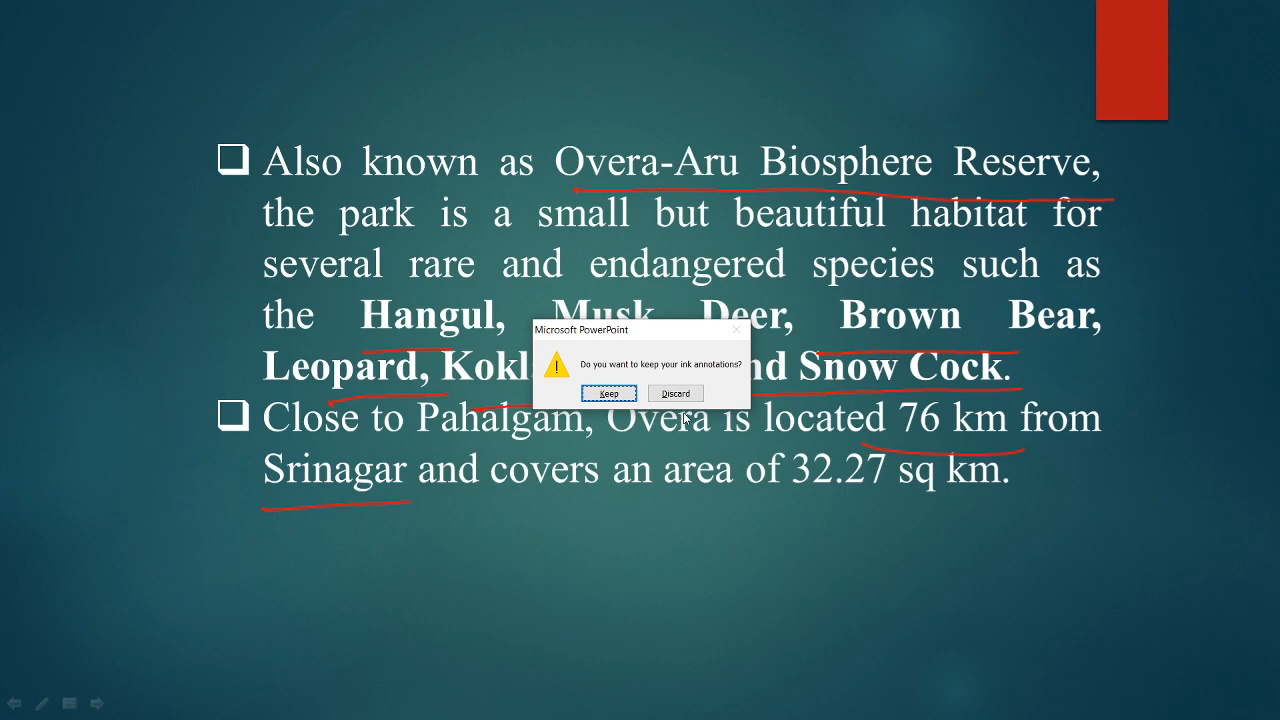 Also known as Overa-Aru Biosphere Reserve,
the park is a small but beautiful habitat for
several rare and endangered species such as
the Hangul, Musk Deer, Brown Bear,
Leopard, Snow Cock.
Close to Pahalgam, Overa is located 76 km from
Srinagar and covers an area of 32.27 sq km.
Microsoft PowerPoint
Do you want to keep your ink annotations?
Keep Discard